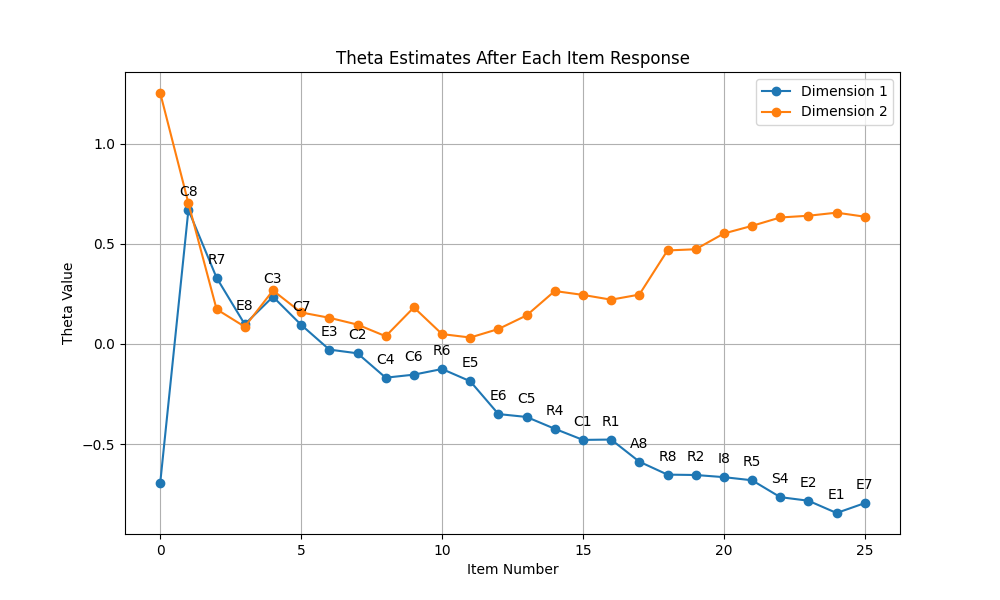 Theta Estimates After Each Item Response
Dimension 1
Dimension 2
Theta Value
1.0
0.5
0.0
−0.5
C8
R7
E8
C3
C7
E3
C2
C4
C6
R6
E5
E6
C5
R4
C1
R1
A8
R8
R2
I8
R5
S4
E2
E1
E7
0
5
10
15
20
25
Item Number